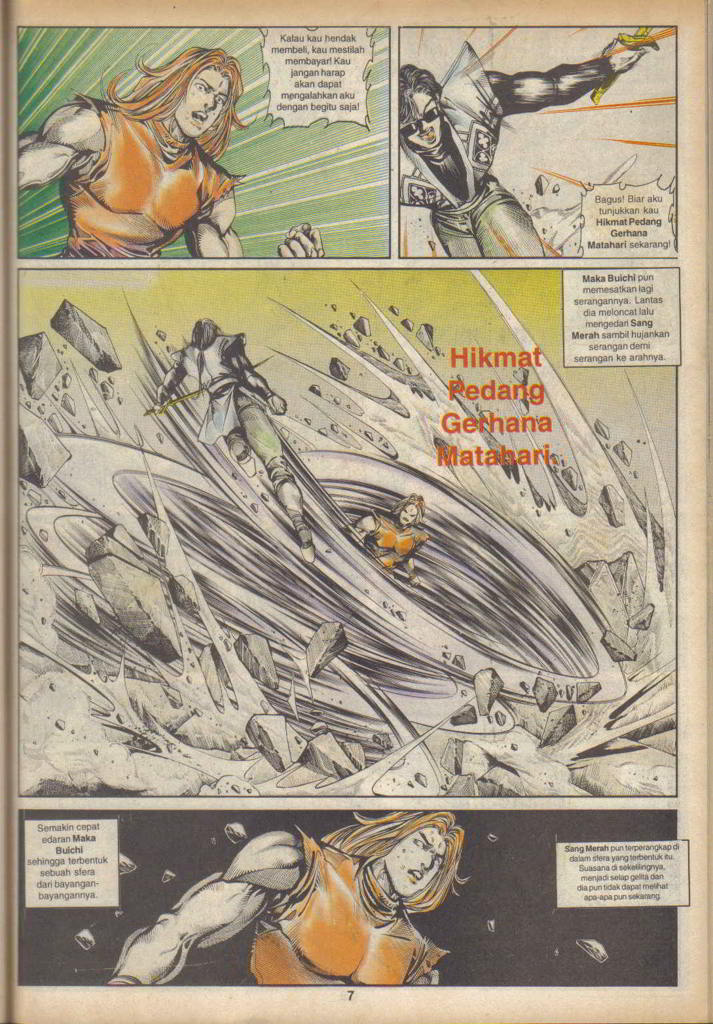 Kalau kau hendak
membeli, kau mestilah
membayar! Kau
jangan harap
akan dapat
mengalahkan aku
dengan begitu saja!
Bagus! Biar aku
tunjukkan kau
Hikmat Pedang
Gerhana
Matahari sekarang!
Maka Buichi pun
memesatkan lagi
serangannya. Lantas
dia meloncat lalu
mengedari Sang
Merah sambil hujankan
serangan demi
serangan ke arahnya.
Hikmat
Pedang
Gerhana
Matahari.
Semakin cepat
edaran Maka
Buichi
sehingga terbentuk
sebuah sfera
dari bayangan-
bayangannya.
Sang Merah pun terperangkap di
dalam sfera yang terbentuk itu.
Suasana di sekelilingnya,
menjadi gelap gelita dan
dia pun tidak dapat melihat
apa-apa pun sekarang.
7